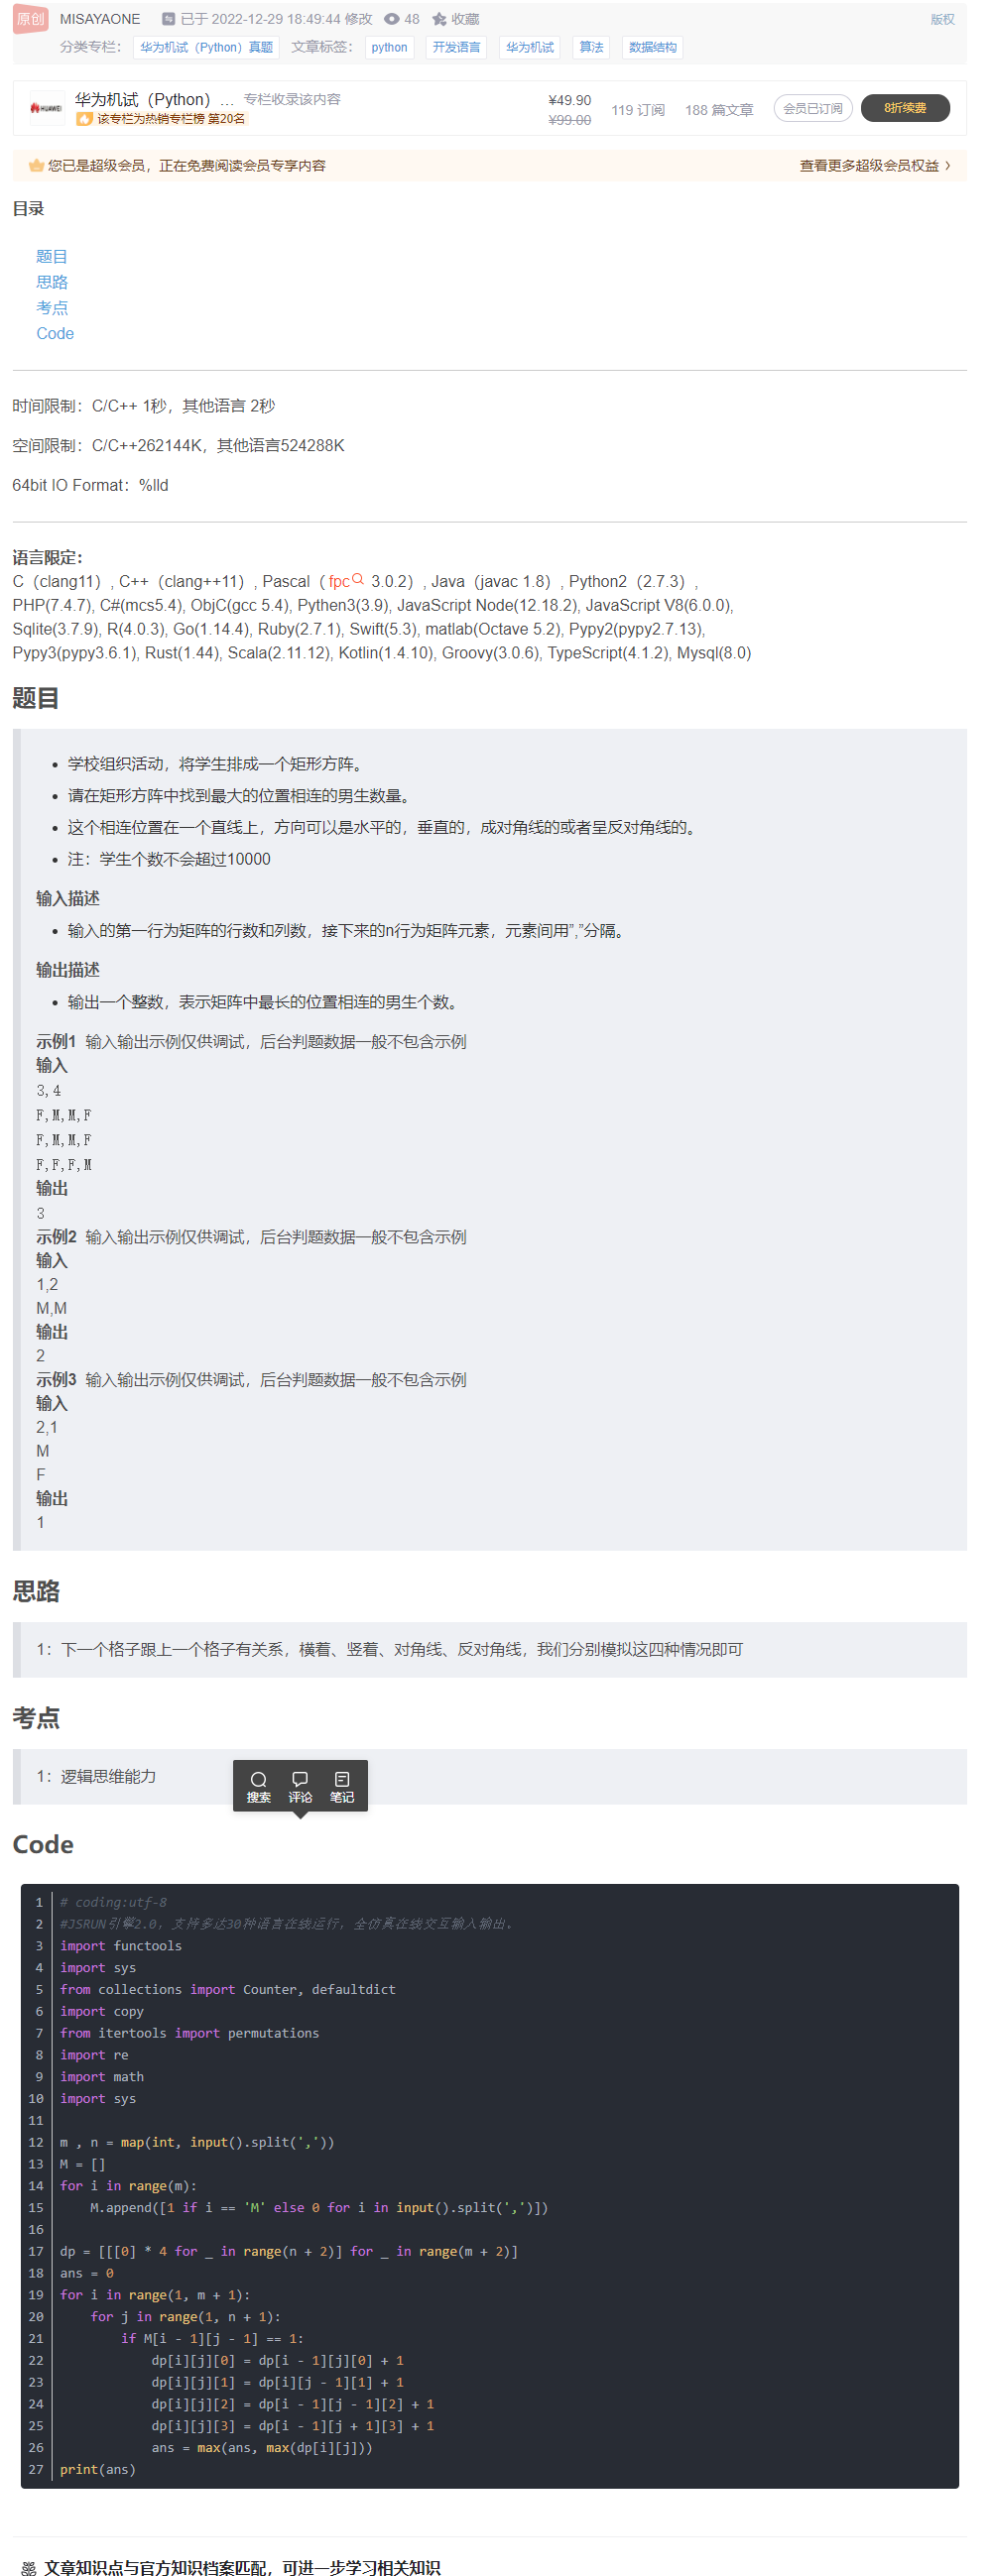 原创 MISAYAONE 已于 2022-12-29 18:49:44 修改 48 收藏 版权
分类专栏： 华为机试（Python）真题 文章标签： python 开发语言 华为机试 算法 数据结构
HUAWEI 华为机试（Python）... 专栏收录该内容 ¥49.90 119 订阅 188 篇文章 会员已订阅 8折续费
该专栏为热销专栏榜 第20名 ¥99.00
您已是超级会员，正在免费阅读会员专享内容 查看更多超级会员权益 >
目录
题目
思路
考点
Code
时间限制：C/C++ 1秒，其他语言 2秒
空间限制：C/C++262144K，其他语言524288K
64bit IO Format：%lld
语言限定：
C（clang11）, C++（clang++11）, Pascal（fpc 3.0.2）, Java（javac 1.8）, Python2（2.7.3）,
PHP(7.4.7), C#(mcs5.4), ObjC(gcc 5.4), Pythen3(3.9), JavaScript Node(12.18.2), JavaScript V8(6.0.0),
Sqlite(3.7.9), R(4.0.3), Go(1.14.4), Ruby(2.7.1), Swift(5.3), matlab(Octave 5.2), Pypy2(pypy2.7.13),
Pypy3(pypy3.6.1), Rust(1.44), Scala(2.11.12), Kotlin(1.4.10), Groovy(3.0.6), TypeScript(4.1.2), Mysql(8.0)
题目
• 学校组织活动，将学生排成一个矩形方阵。
• 请在矩形方阵中找到最大的位置相连的男生数量。
• 这个相连位置在一个直线上，方向可以是水平的，垂直的，成对角线的或者呈反对角线的。
• 注：学生个数不会超过10000
输入描述
• 输入的第一行为矩阵的行数和列数，接下来的n行为矩阵元素，元素间用”,”分隔。
输出描述
• 输出一个整数，表示矩阵中最长的位置相连的男生个数。
示例1 输入输出示例仅供调试，后台判题数据一般不包含示例
输入
3,4
F,M,M,F
F,M,M,F
F,F,F,M
输出
3
示例2 输入输出示例仅供调试，后台判题数据一般不包含示例
输入
1,2
M,M
输出
2
示例3 输入输出示例仅供调试，后台判题数据一般不包含示例
输入
2,1
M
F
输出
1
思路
1：下一个格子跟上一个格子有关系，横着、竖着、对角线、反对角线，我们分别模拟这四种情况即可
考点
1：逻辑思维能力
搜索 评论 笔记
Code
1 # coding:utf-8
2 #JSRUN引擎2.0，支持多达30种语言在线运行，全仿真在线交互输入输出。
3 import functools
4 import sys
5 from collections import Counter, defaultdict
6 import copy
7 from itertools import permutations
8 import re
9 import math
10 import sys
11
12 m , n = map(int, input().split(','))
13 M = []
14 for i in range(m):
15     M.append([1 if i == 'M' else 0 for i in input().split(',')])
16
17 dp = [[[0] * 4 for _ in range(n + 2)] for _ in range(m + 2)]
18 ans = 0
19 for i in range(1, m + 1):
20     for j in range(1, n + 1):
21         if M[i - 1][j - 1] == 1:
22             dp[i][j][0] = dp[i - 1][j][0] + 1
23             dp[i][j][1] = dp[i][j - 1][1] + 1
24             dp[i][j][2] = dp[i - 1][j - 1][2] + 1
25             dp[i][j][3] = dp[i - 1][j + 1][3] + 1
26             ans = max(ans, max(dp[i][j]))
27 print(ans)
文章知识点与官方知识档案匹配，可进一步学习相关知识